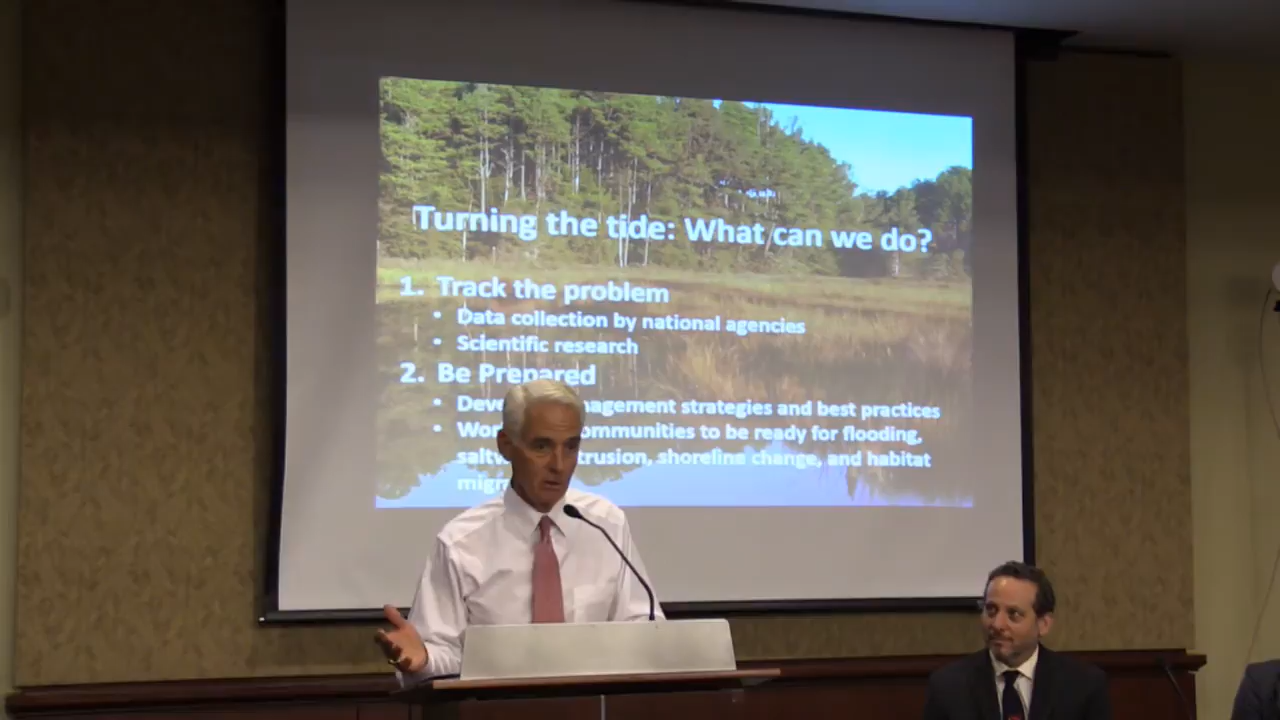 Turning the tide: What can we do?
1. Track the problem
• Data collection by national agencies
• Scientific research
2. Be Prepared
• strategies and best practices
• communities to be ready for flooding,
shoreline change, and habitat